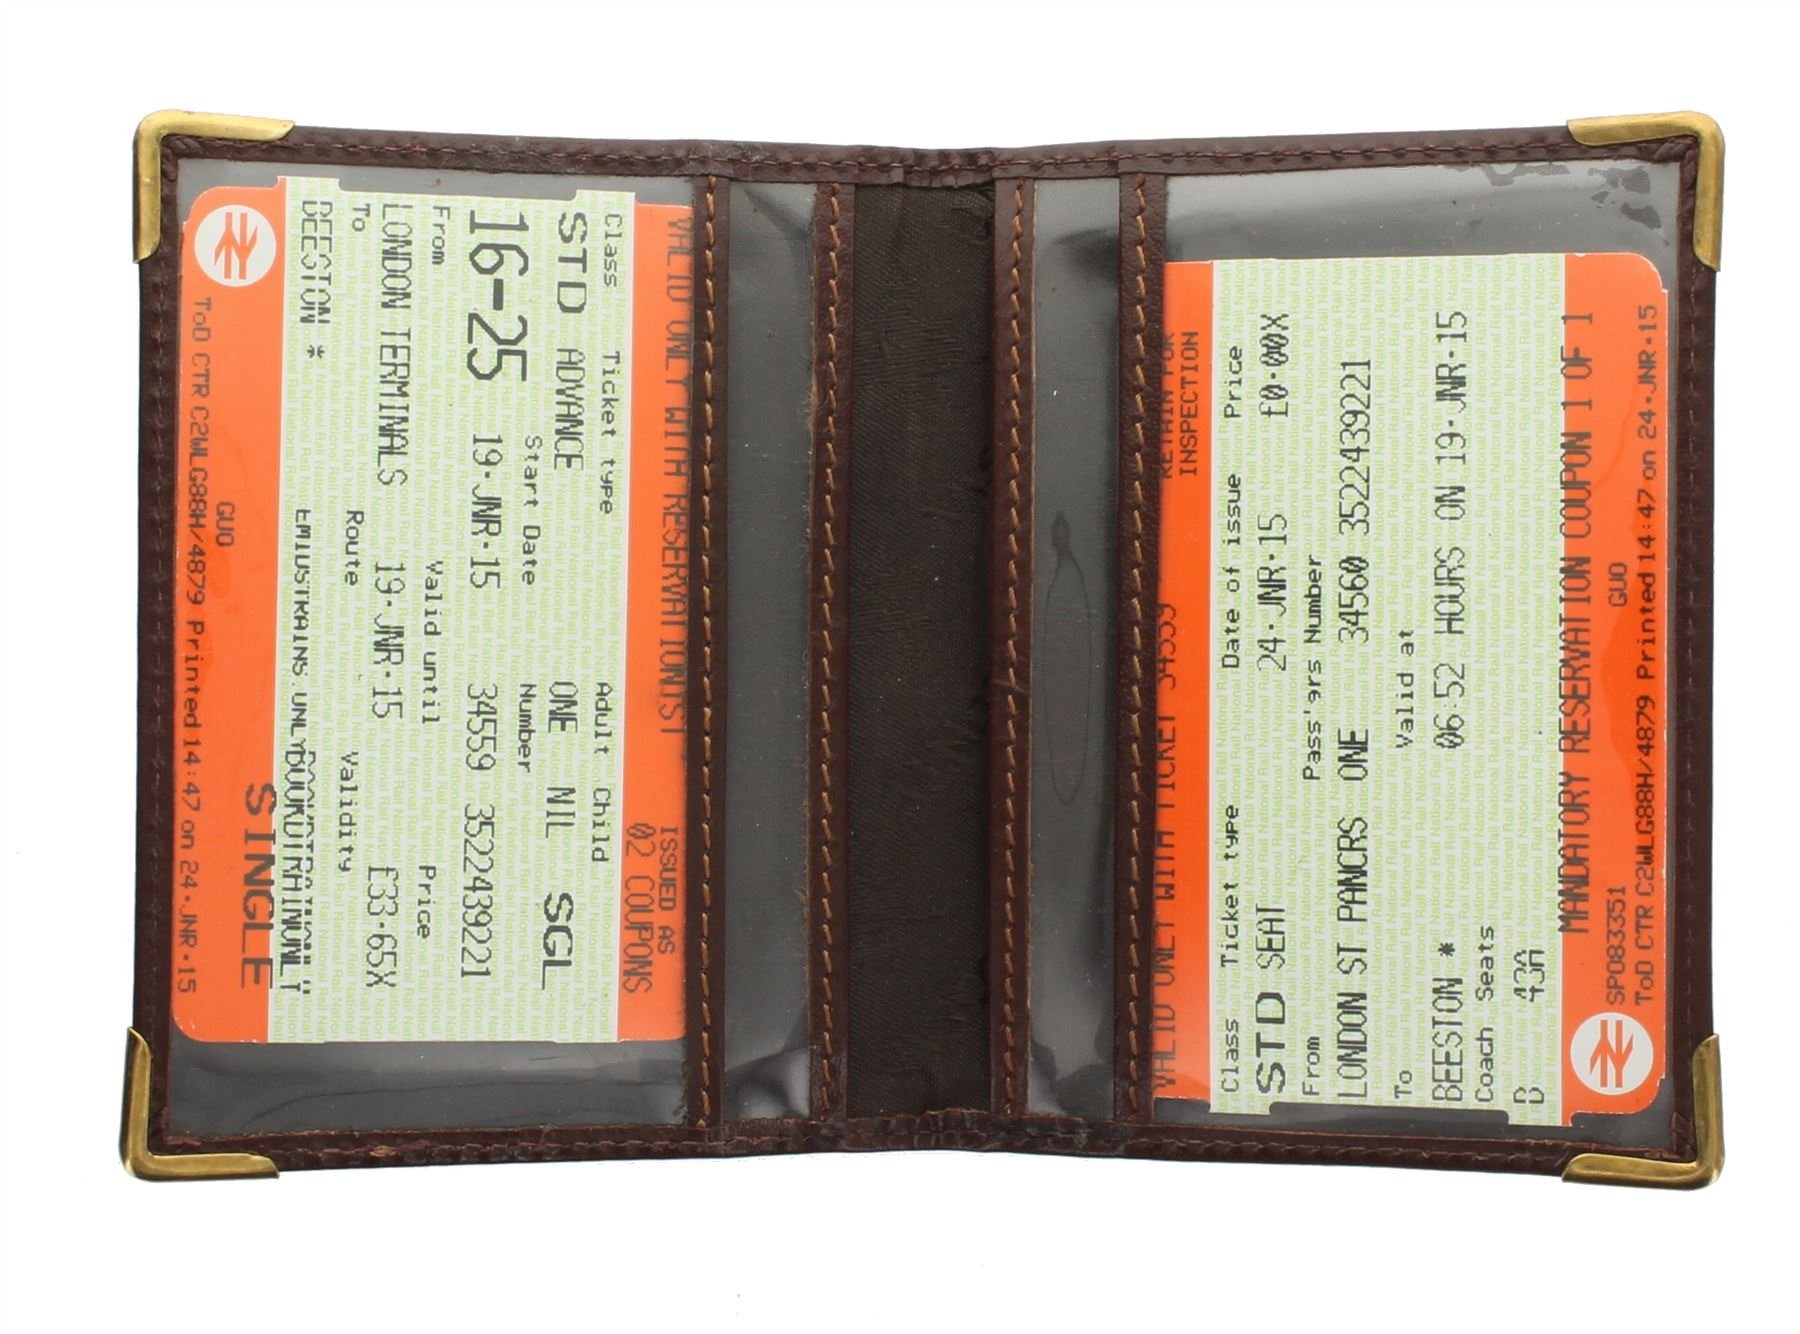 VALID ONLY WITH RESERVATION(S)
ISSUED AS
02 COUPONS
Class Ticket type Adult Child
STD ADVANCE ONE NIL SGL
Start Date Number
16-25 19·JNR·15 34559 3522439221
From Valid until Price
LONDON TERMINALS 19·JNR·15 £33·65X
To Route Validity
BEESTON *
SINGLE
GUO
ToD CTR C2WLG88H/4879 Printed 14:47 on 24·JNR·15
RETAIN FOR
INSPECTION
VALID ONLY WITH TICKET 34559
Class Ticket type Date of issue Price
STD SEAT 24·JNR·15 £0·00X
From Pass'grs Number
LONDON ST PANCRS ONE 34560 3522439221
To Valid at
BEESTON * 06:52 HOURS ON 19·JNR·15
Coach Seats
D 43A
MANDATORY RESERVATION COUPON 1 OF 1
SP083351 GUO
ToD CTR C2WLG88H/4879 Printed 14:47 on 24·JNR·15